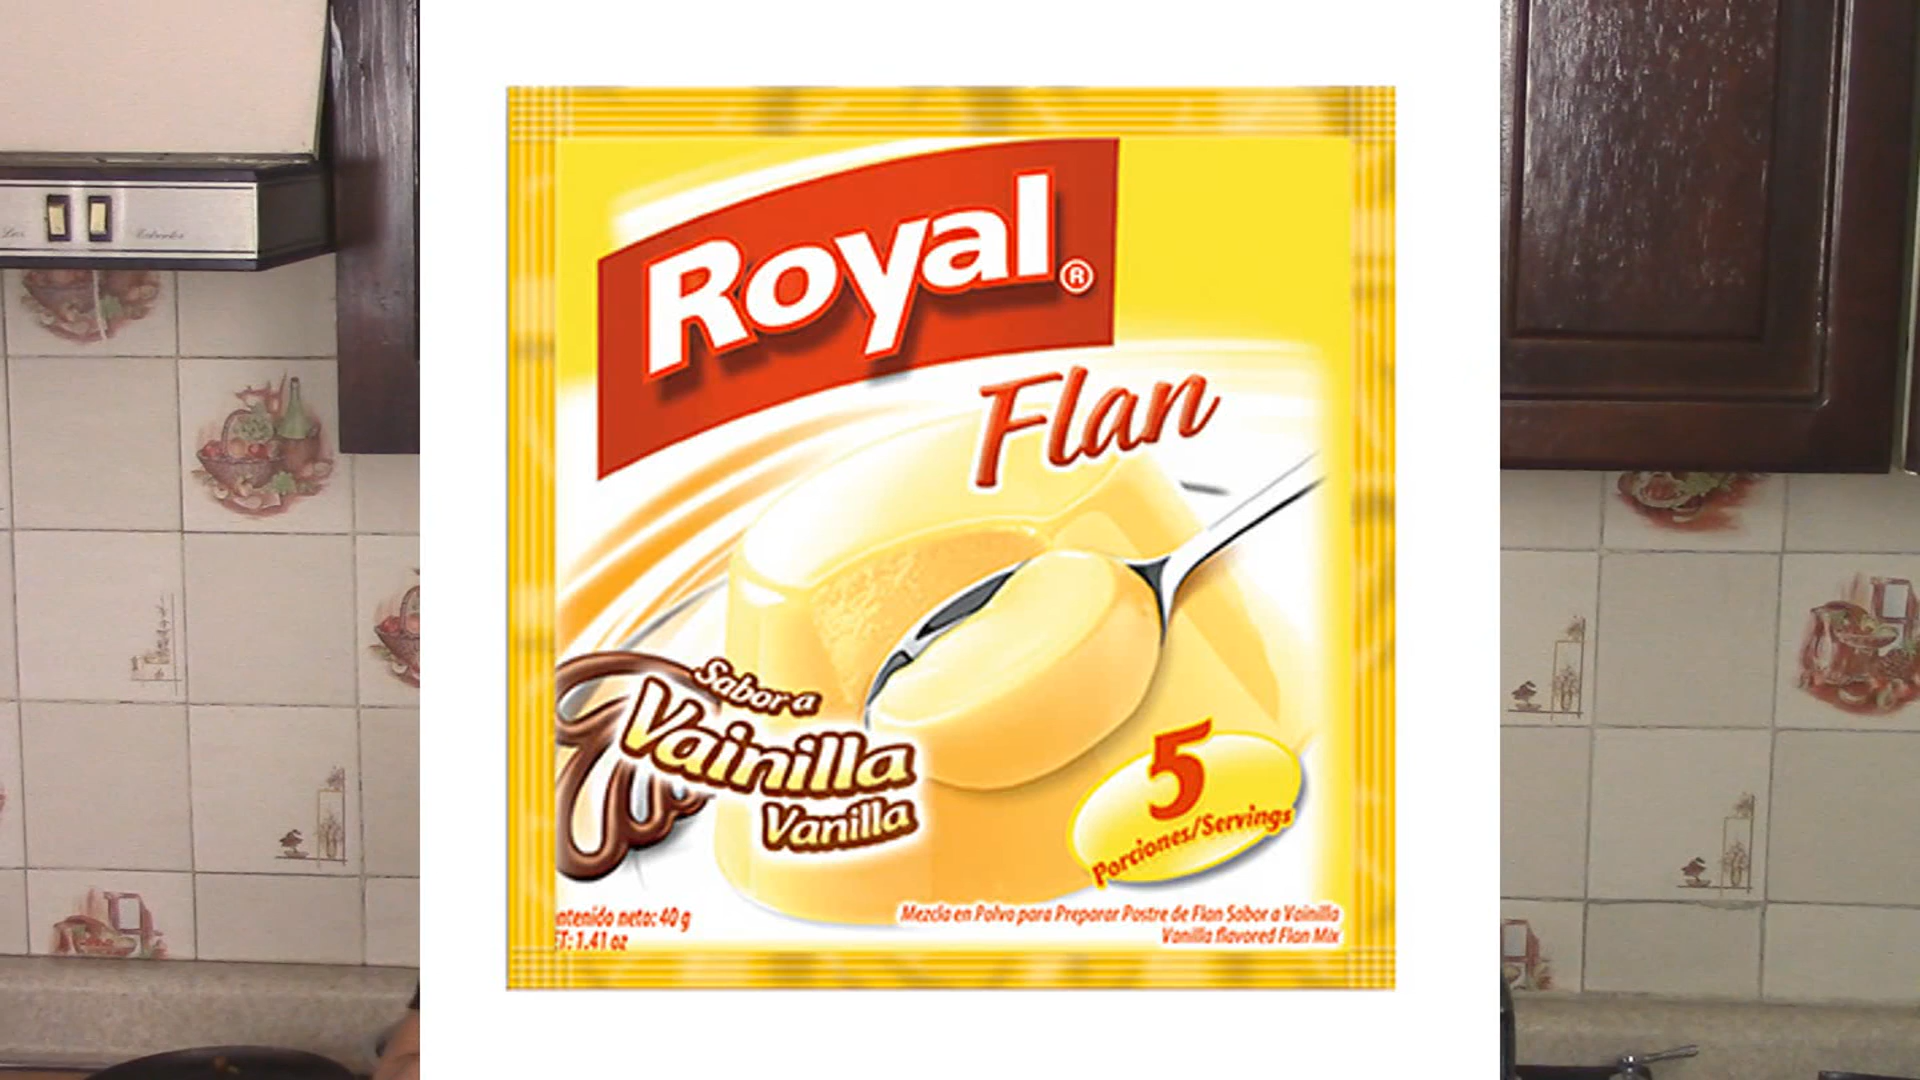 Royal®
Flan
Sabor a
Vainilla
Vanilla
5
Porciones/Servings
ntenido neto: 40 g
T: 1.41 oz
Mezcla en Polvo para Preparar Postre de Flan Sabor a Vainilla
Vanilla flavored Flan Mix